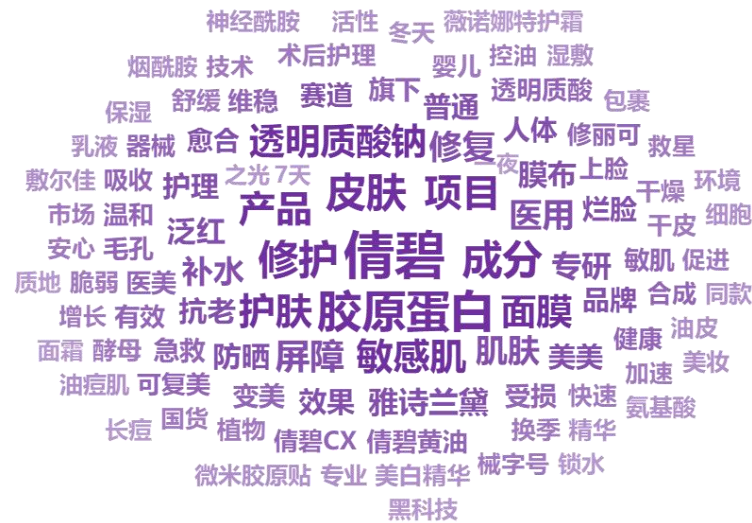 神经酰胺 活性 冬天 薇诺娜特护霜
烟酰胺 技术 术后护理 婴儿 控油 湿敷
保湿 舒缓 维稳 赛道 旗下 普通 透明质酸 包裹
乳液 器械 愈合 透明质酸钠 修复 人体 修丽可 救星
敷尔佳 吸收 护理 之光 7天 一夜 膜布 上脸 干燥 环境
市场 温和 泛红 产品 皮肤 项目 医用 烂脸 干皮 细胞
安心 毛孔 修护 倩碧 成分 专研 敏肌 促进
质地 脆弱 医美 补水 品牌 合成 同款
增长 有效 抗老 护肤 胶原蛋白 面膜 健康 油皮
面霜 酵母 急救 防晒 屏障 敏感肌 肌肤 美美 加速 美妆
油痘肌 可复美 变美 效果 雅诗兰黛 受损 快速 氨基酸
长痘 国货 植物 倩碧CX 倩碧黄油 换季 精华
微米胶原贴 专业 美白精华 械字号 锁水
黑科技